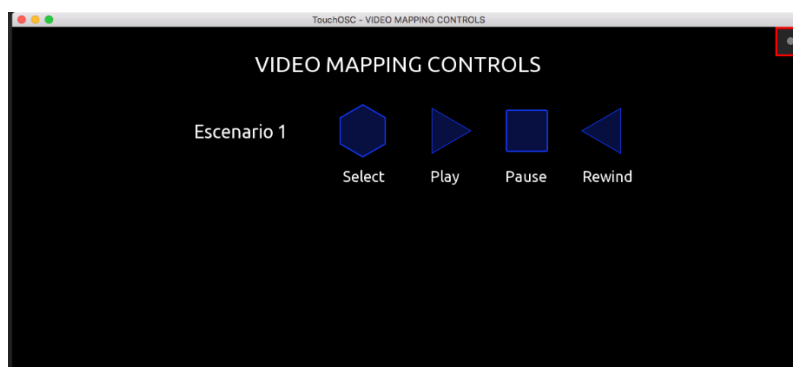 TouchOSC - VIDEO MAPPING CONTROLS
VIDEO MAPPING CONTROLS
Escenario 1
Select Play Pause Rewind